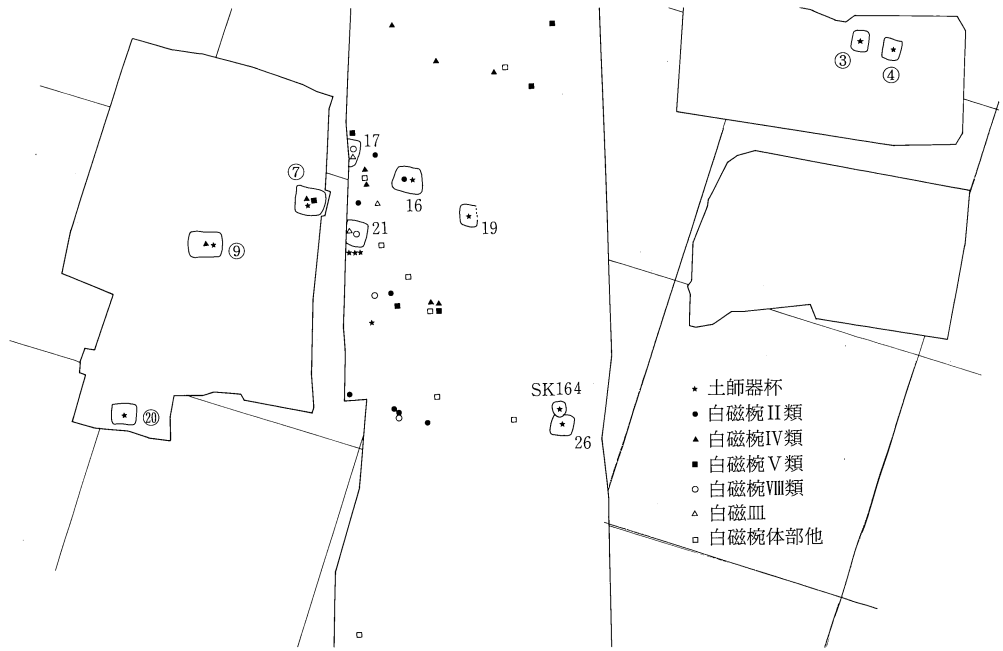 ③
④
17
⑦
16
19
21
⑨
SK164
⑳
26
土師器杯
白磁椀II類
白磁椀IV類
白磁椀V類
白磁椀VIII類
白磁皿
白磁椀体部他